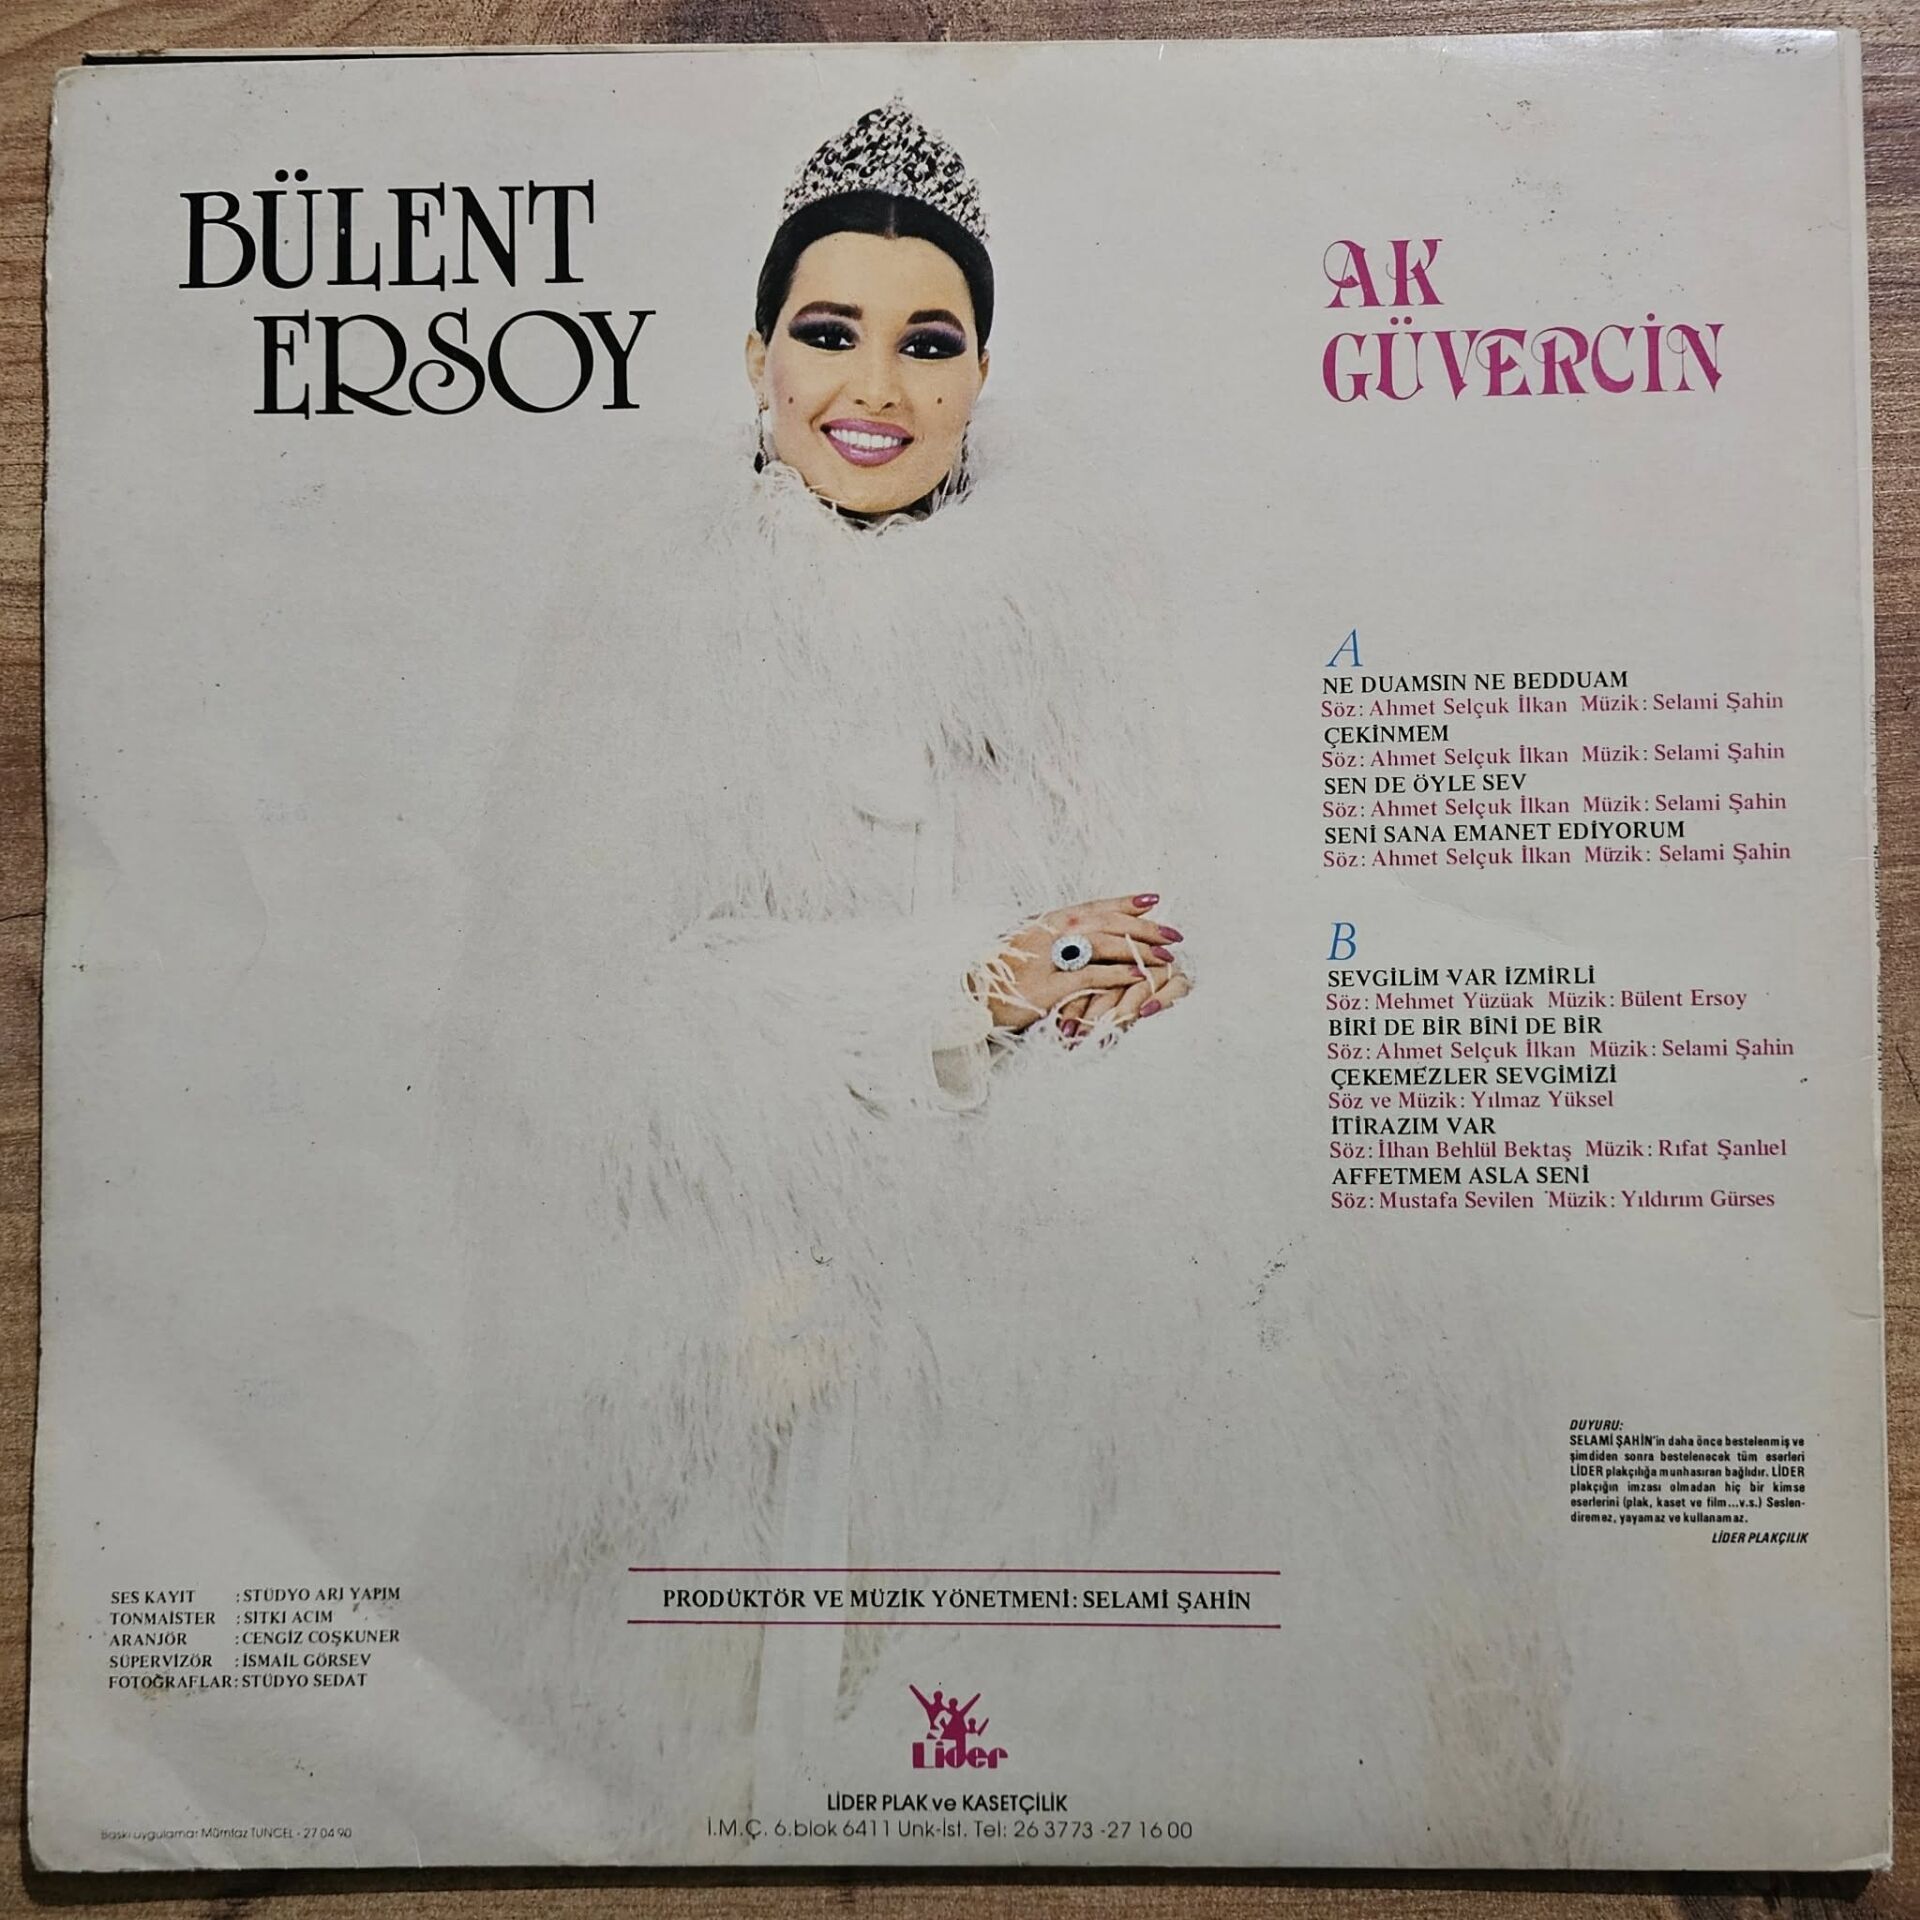 BÜLENT
ERSOY
AK
GÜVERCİN
A
NE DUAMSIN NE BEDDUAM
Söz: Ahmet Selçuk İlkan Müzik: Selami Şahin
ÇEKİNMEM
Söz: Ahmet Selçuk İlkan Müzik: Selami Şahin
SEN DE ÖYLE SEV
Söz: Ahmet Selçuk İlkan Müzik: Selami Şahin
SENİ SANA EMANET EDİYORUM
Söz: Ahmet Selçuk İlkan Müzik: Selami Şahin
B
SEVGİLİM VAR İZMİRLİ
Söz: Mehmet Yüzüak Müzik: Bülent Ersoy
BİRİ DE BİR BİNİ DE BİR
Söz: Ahmet Selçuk İlkan Müzik: Selami Şahin
ÇEKEMEZLER SEVGİMİZİ
Söz ve Müzik: Yılmaz Yüksel
İTİRAZIM VAR
Söz: İlhan Behlül Bektaş Müzik: Rıfat Şanlıel
AFFETMEM ASLA SENİ
Söz: Mustafa Sevilen Müzik: Yıldırım Gürses
DUYURU:
SELAMİ ŞAHİN'in daha önce bestelenmiş ve
şimdiden sonra bestelenecek tüm eserleri
LİDER plakçılığa munhasıran bağlıdır. LİDER
plakçığın imzası olmadan hiç bir kimse
eserlerini (plak, kaset ve film...v.s.) Seslen-
diremez, yayamaz ve kullanamaz.
LİDER PLAKÇILIK
SES KAYIT :STÜDYO ARI YAPIM
TONMAİSTER :SITKI ACIM
ARANJÖR :CENGİZ COŞKUNER
SÜPERVİZÖR :İSMAİL GÖRSEV
FOTOĞRAFLAR:STÜDYO SEDAT
PRODÜKTÖR VE MÜZİK YÖNETMENİ: SELAMİ ŞAHİN
Lider
LİDER PLAK ve KASETÇİLİK
İ.M.Ç. 6.blok 6411 Unk-İst. Tel: 26 3773 -27 16 00
Baskı uygulama: Mümtaz TUNCEL - 27 04 90